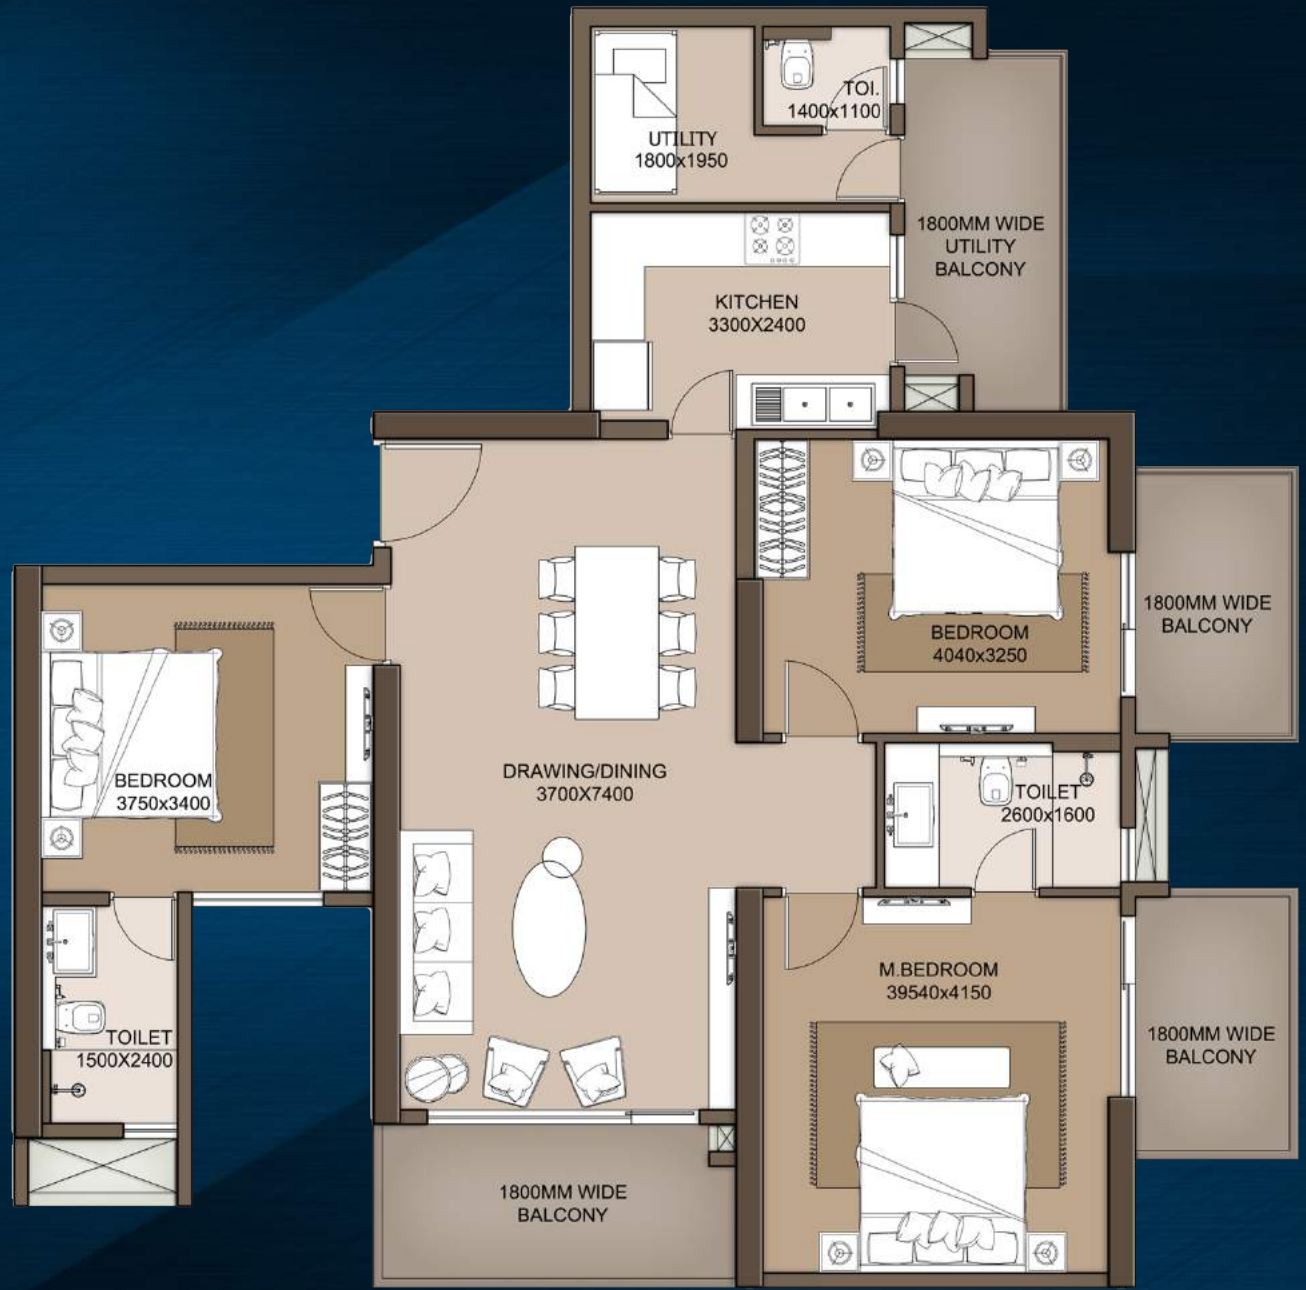 TOI.
1400x1100
UTILITY
1800x1950
1800MM WIDE
UTILITY
BALCONY
KITCHEN
3300X2400
1800MM WIDE
BALCONY
BEDROOM
4040x3250
BEDROOM
3750x3400
DRAWING/DINING
3700X7400
TOILET
2600x1600
M.BEDROOM
39540x4150
TOILET
1500X2400
1800MM WIDE
BALCONY
1800MM WIDE
BALCONY